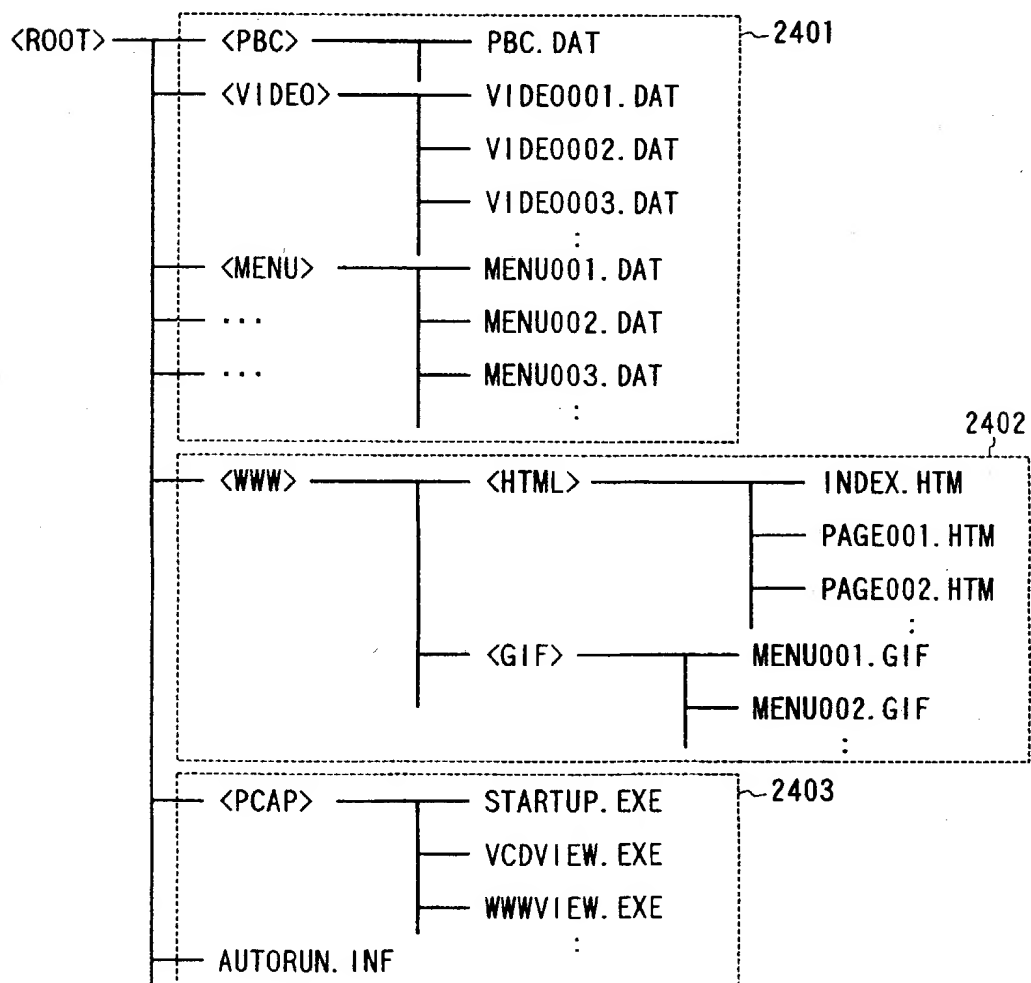 <ROOT> <PBC> PBC.DAT 2401
<VIDEO> VIDEO001.DAT
VIDEO002.DAT
VIDEO003.DAT
:
<MENU> MENU001.DAT
... MENU002.DAT
... MENU003.DAT
:
2402
<WWW> <HTML> INDEX.HTM
PAGE001.HTM
PAGE002.HTM
:
<GIF> MENU001.GIF
MENU002.GIF
:
<PCAP> STARTUP.EXE 2403
VCDVIEW.EXE
WWWVIEW.EXE
:
AUTORUN.INF